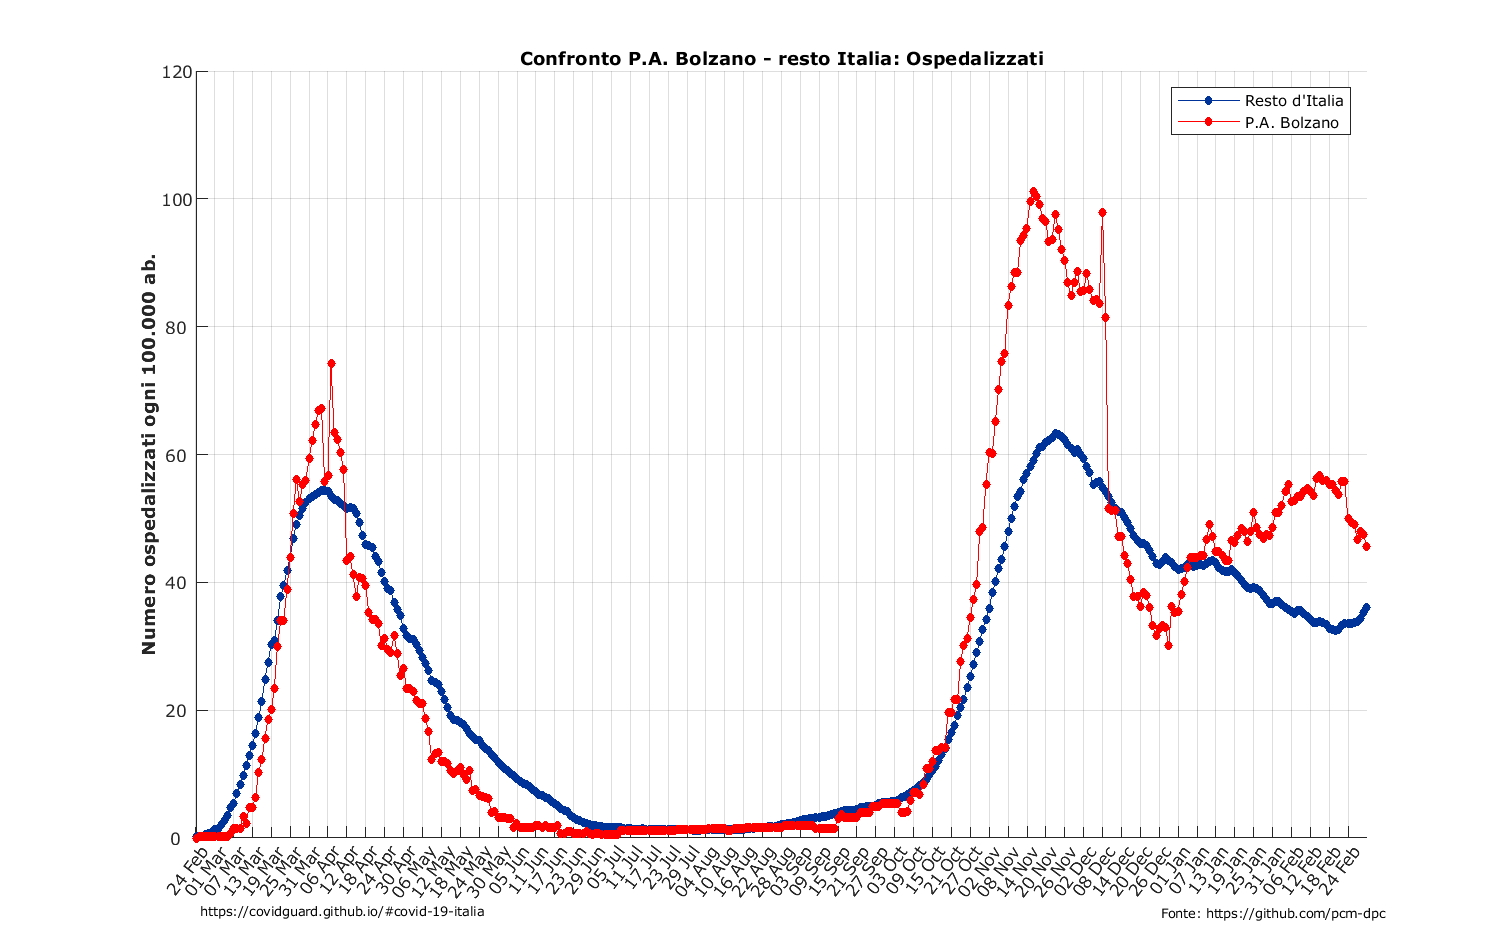 Confronto P.A. Bolzano - resto Italia: Ospedalizzati
Resto d'Italia
P.A. Bolzano
Numero ospedalizzati ogni 100.000 ab.
120
100
80
60
40
20
0
24 Feb
01 Mar
07 Mar
13 Mar
19 Mar
25 Mar
31 Mar
06 Apr
12 Apr
18 Apr
24 Apr
30 Apr
06 May
12 May
18 May
24 May
30 May
05 Jun
11 Jun
17 Jun
23 Jun
29 Jun
05 Jul
11 Jul
17 Jul
23 Jul
29 Jul
04 Aug
10 Aug
16 Aug
22 Aug
28 Aug
03 Sep
09 Sep
15 Sep
21 Sep
27 Sep
03 Oct
09 Oct
15 Oct
21 Oct
27 Oct
02 Nov
08 Nov
14 Nov
20 Nov
26 Nov
02 Dec
08 Dec
14 Dec
20 Dec
26 Dec
01 Jan
07 Jan
13 Jan
19 Jan
25 Jan
31 Jan
06 Feb
12 Feb
18 Feb
24 Feb
https://covidguard.github.io/#covid-19-italia
Fonte: https://github.com/pcm-dpc